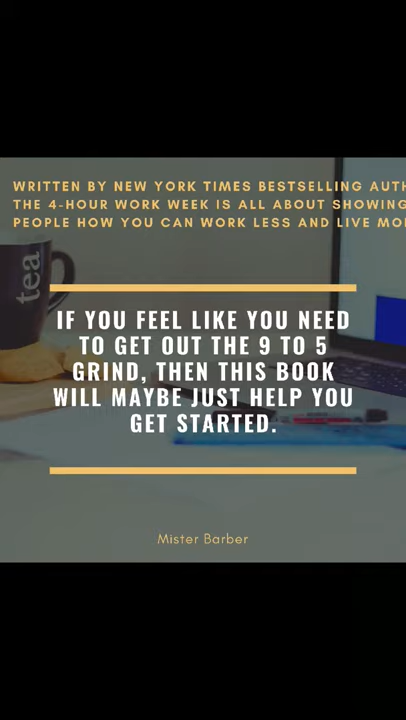 WRITTEN BY NEW YORK TIMES BESTSELLING
THE 4-HOUR WORK WEEK IS ALL ABOUT SHOWING
PEOPLE HOW YOU CAN WORK LESS AND LIVE
tea
IF YOU FEEL LIKE YOU NEED
TO GET OUT THE 9 TO 5
GRIND, THEN THIS BOOK
WILL MAYBE JUST HELP YOU
GET STARTED.
Mister Barber